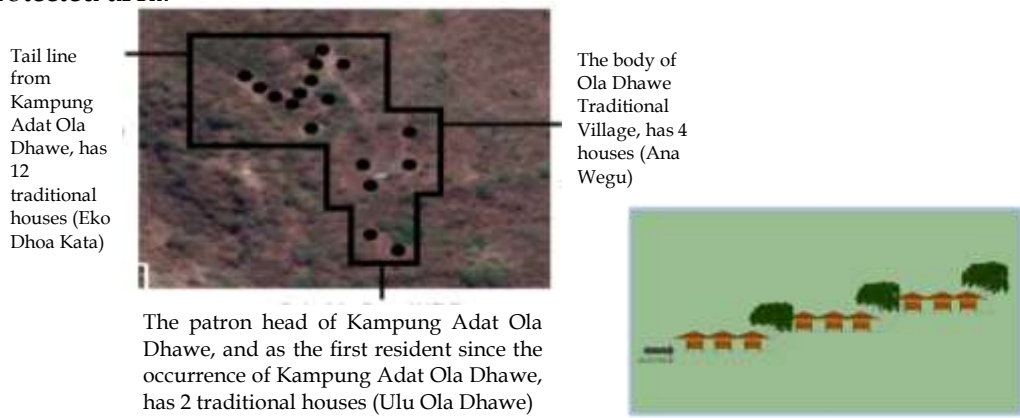 Tail line
from
Kampung
Adat Ola
Dhawe, has
12
traditional
houses (Eko
Dhoa Kata)
The body of
Ola Dhawe
Traditional
Village, has 4
houses (Ana
Wegu)
The patron head of Kampung Adat Ola
Dhawe, and as the first resident since the
occurrence of Kampung Adat Ola Dhawe,
has 2 traditional houses (Ulu Ola Dhawe)